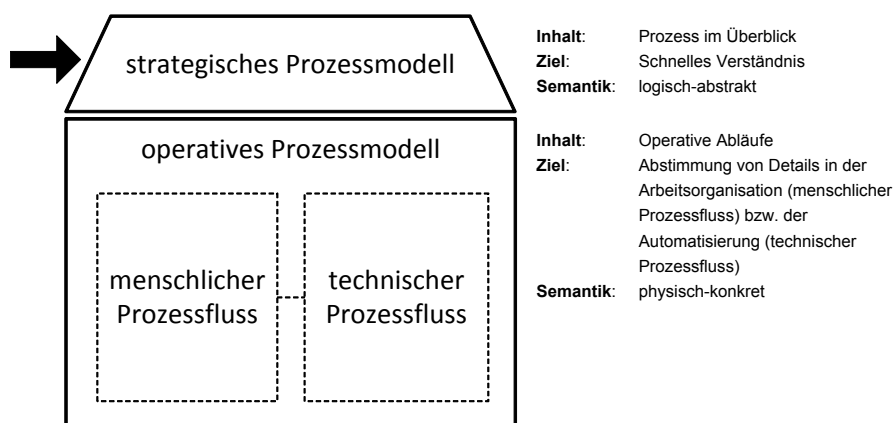 strategisches Prozessmodell
Inhalt: Prozess im Überblick
Ziel: Schnelles Verständnis
Semantik: logisch-abstrakt
operatives Prozessmodell
menschlicher
Prozessfluss
technischer
Prozessfluss
Inhalt: Operative Abläufe
Ziel: Abstimmung von Details in der
Arbeitsorganisation (menschlicher
Prozessfluss) bzw. der
Automatisierung (technischer
Prozessfluss)
Semantik: physisch-konkret